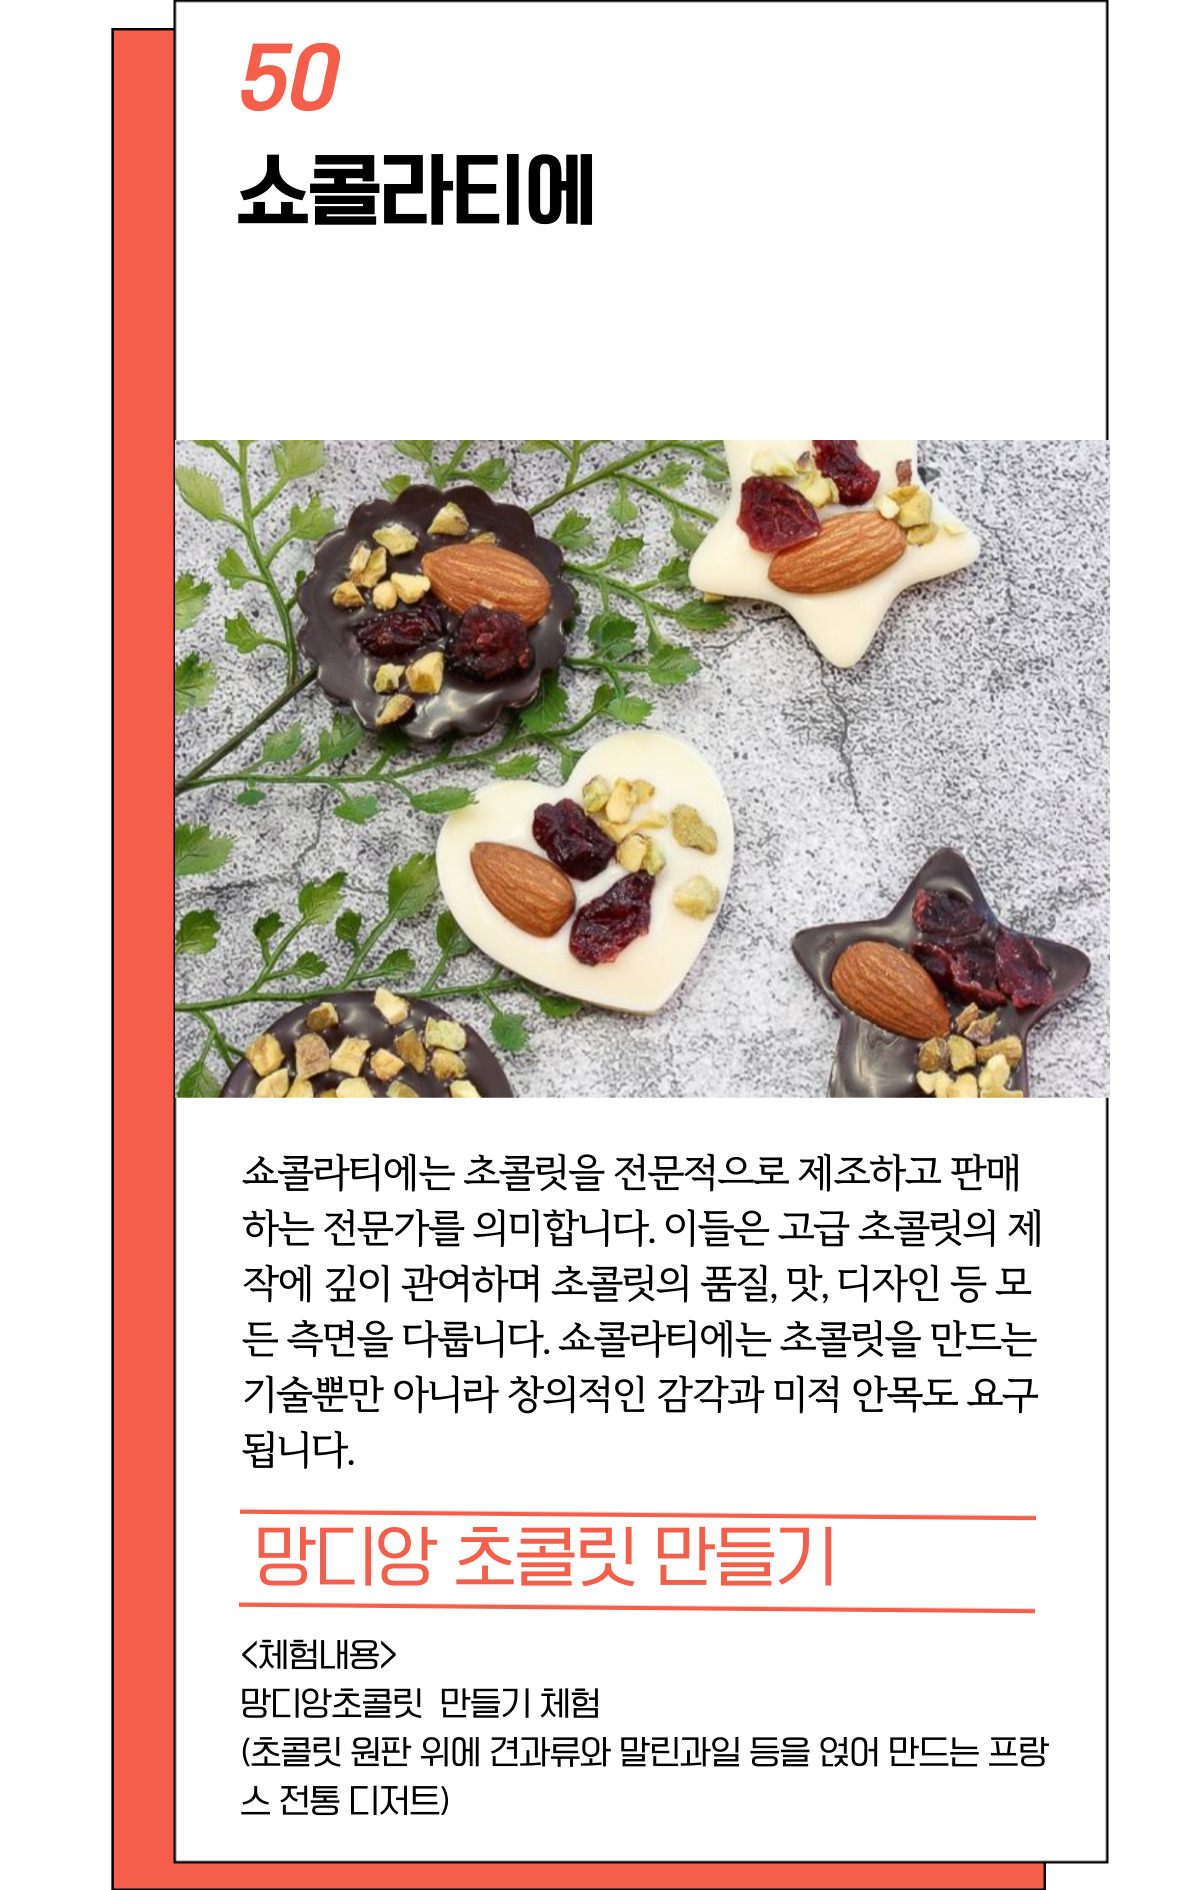 50
쇼콜라티에
쇼콜라티에는 초콜릿을 전문적으로 제조하고 판매
하는 전문가를 의미합니다. 이들은 고급 초콜릿의 제
작에 깊이 관여하며 초콜릿의 품질, 맛, 디자인 등 모
든 측면을 다룹니다. 쇼콜라티에는 초콜릿을 만드는
기술뿐만 아니라 창의적인 감각과 미적 안목도 요구
됩니다.
망디앙 초콜릿 만들기
<체험내용>
망디앙초콜릿 만들기 체험
(초콜릿 원판 위에 견과류와 말린과일 등을 얹어 만드는 프랑
스 전통 디저트)